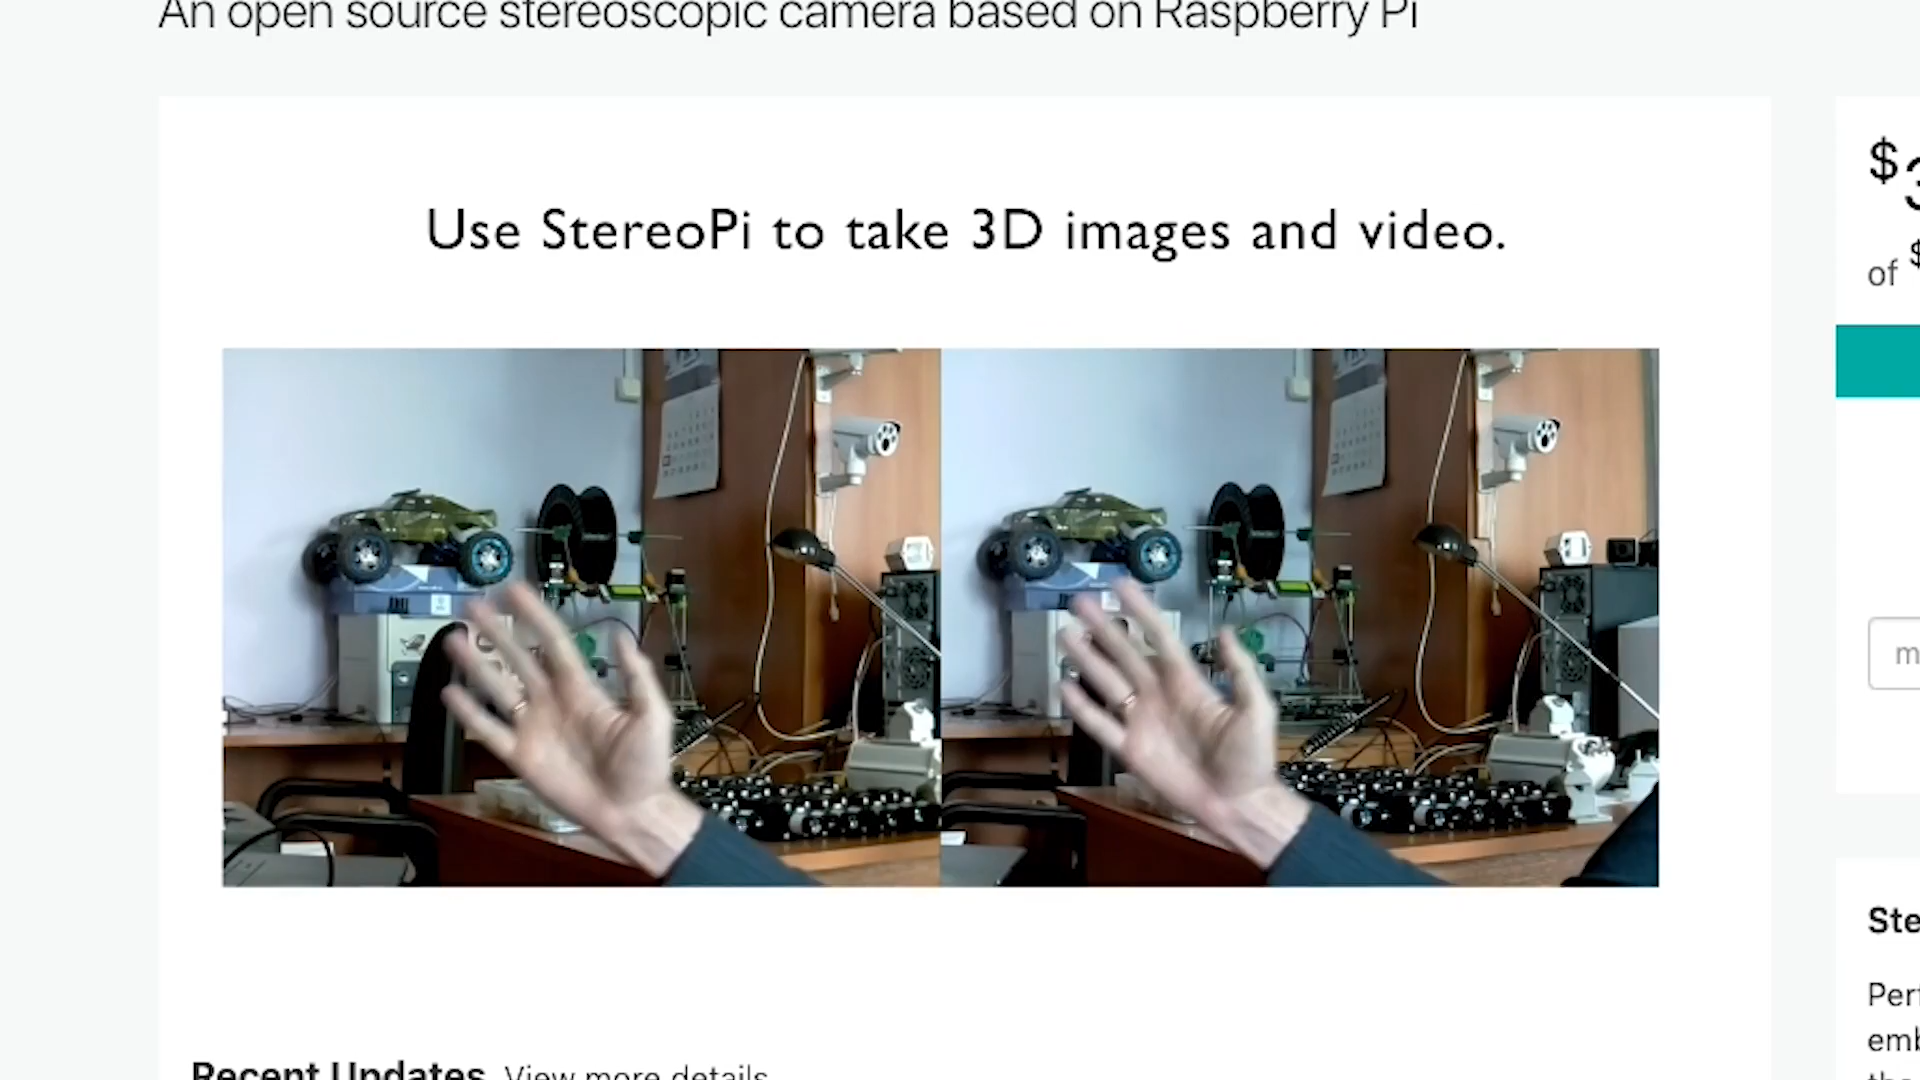 An open source stereoscopic camera based on Raspberry Pi
Use StereoPi to take 3D images and video.
$
of $
m
Ste
Recent Updates View more details